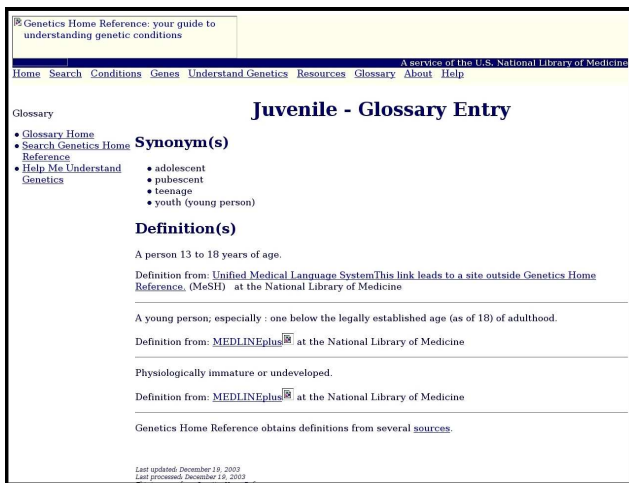 Genetics Home Reference: your guide to
understanding genetic conditions
A service of the U.S. National Library of Medicine
Home Search Conditions Genes Understand Genetics Resources Glossary About Help
Glossary
• Glossary Home
• Search Genetics Home
Reference
• Help Me Understand
Genetics
Juvenile - Glossary Entry
Synonym(s)
• adolescent
• pubescent
• teenage
• youth (young person)
Definition(s)
A person 13 to 18 years of age.
Definition from: Unified Medical Language SystemThis link leads to a site outside Genetics Home
Reference. (MeSH) at the National Library of Medicine
A young person; especially : one below the legally established age (as of 18) of adulthood.
Definition from: MEDLINEplus at the National Library of Medicine
Physiologically immature or undeveloped.
Definition from: MEDLINEplus at the National Library of Medicine
Genetics Home Reference obtains definitions from several sources.
Last updated: December 19, 2003
Last processed: December 19, 2003